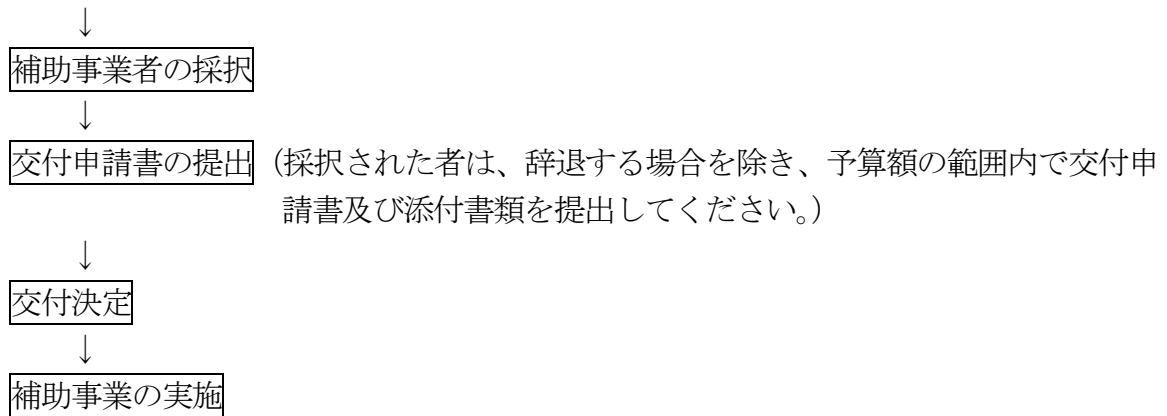 ↓
補助事業者の採択
↓
交付申請書の提出（採択された者は、辞退する場合を除き、予算額の範囲内で交付申
請書及び添付書類を提出してください。）
↓
交付決定
↓
補助事業の実施